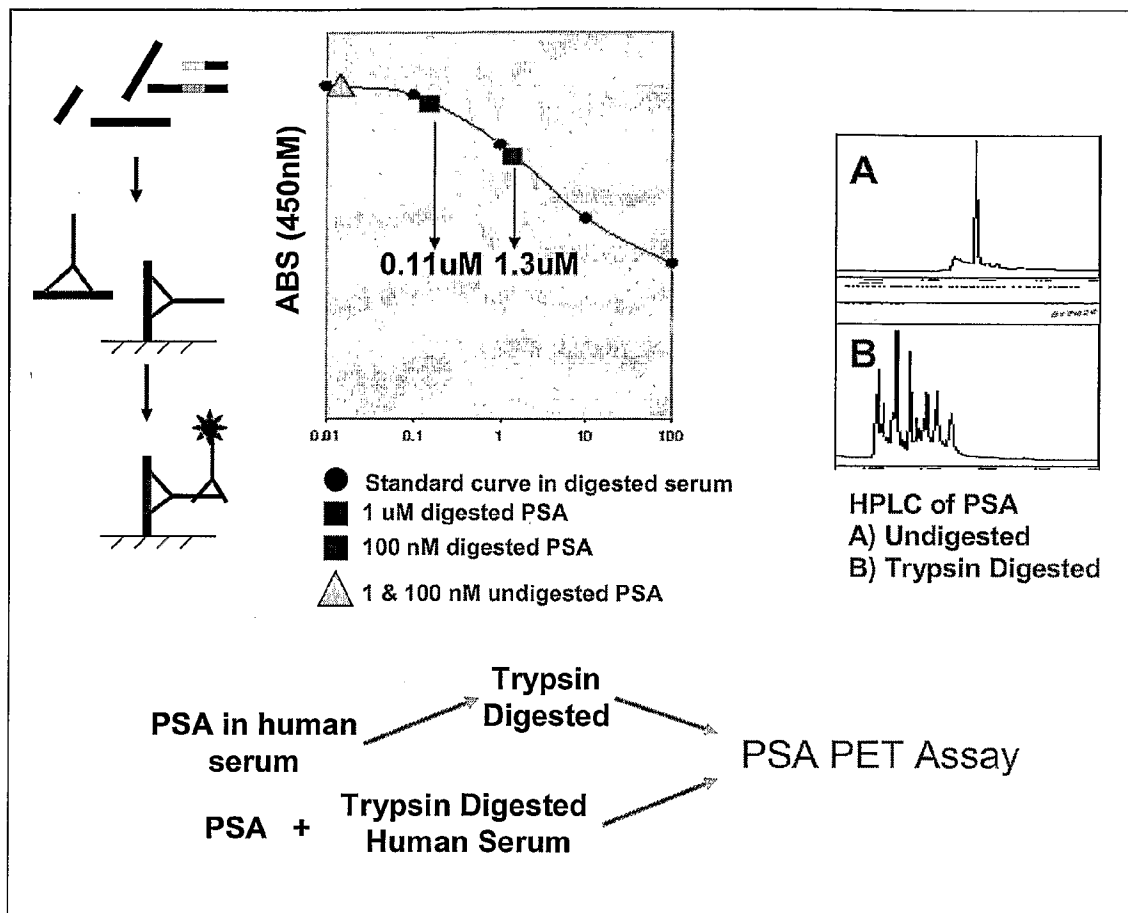 ABS (450nM)
0.11uM 1.3uM
0.01 0.1 1 10 100
Standard curve in digested serum
1 uM digested PSA
100 nM digested PSA
1 & 100 nM undigested PSA
A
B
HPLC of PSA
A) Undigested
B) Trypsin Digested
PSA in human
serum
Trypsin
Digested
PSA +
Trypsin Digested
Human Serum
PSA PET Assay